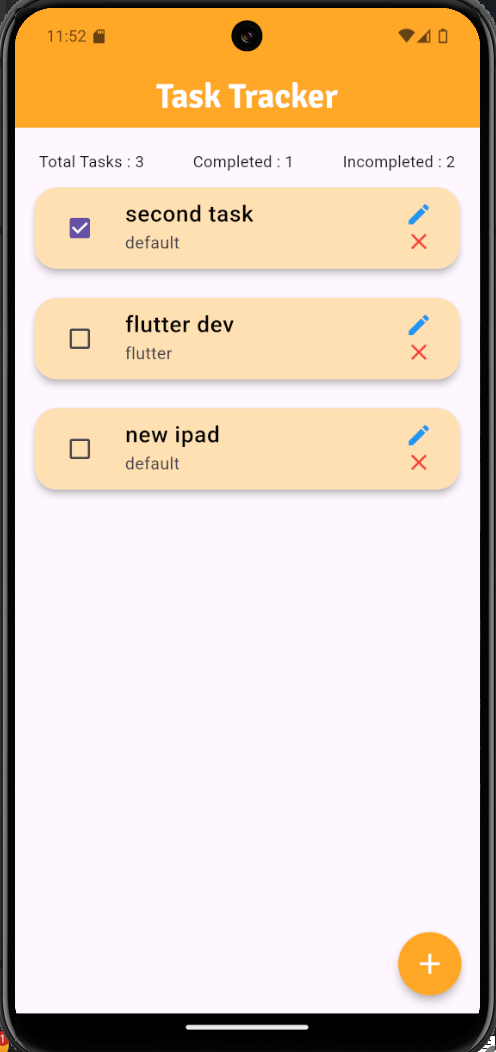 11:52
Task Tracker
Total Tasks : 3 Completed : 1 Incompleted : 2
second task
default
flutter dev
flutter
new ipad
default
1